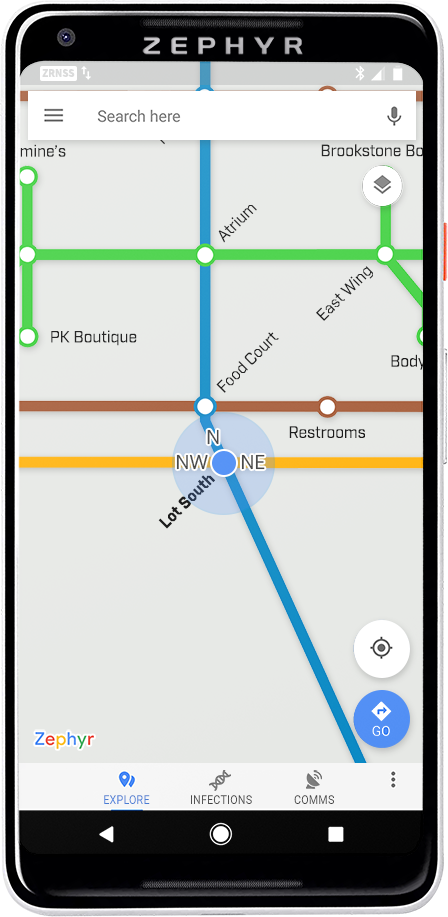 ZEPHYR
ZRNSS
Search here
mine's
Brookstone Bo
Atrium
East Wing
PK Boutique
Body
Food Court
Restrooms
N
NW
NE
Lot South
GO
Zephyr
EXPLORE
INFECTIONS
COMMS